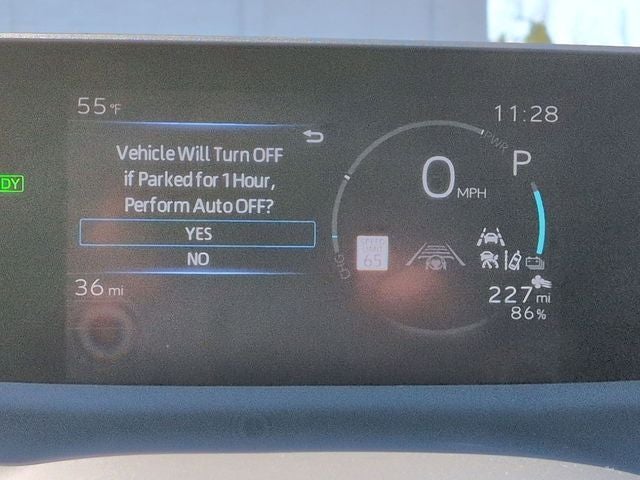 55 °F
11:28
PWR
Vehicle Will Turn OFF
if Parked for 1 Hour,
Perform Auto OFF?
YES
NO
0 MPH
P
DY
CHG
SPEED
LIMIT
65
36 mi
227 mi
86%